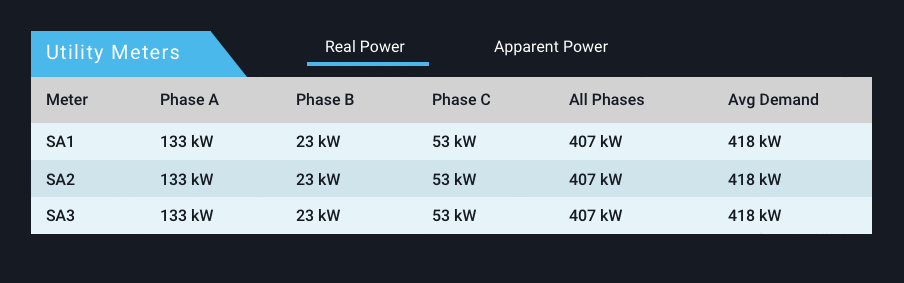 Utility Meters Real Power Apparent Power
Meter Phase A Phase B Phase C All Phases Avg Demand
SA1 133 kW 23 kW 53 kW 407 kW 418 kW
SA2 133 kW 23 kW 53 kW 407 kW 418 kW
SA3 133 kW 23 kW 53 kW 407 kW 418 kW